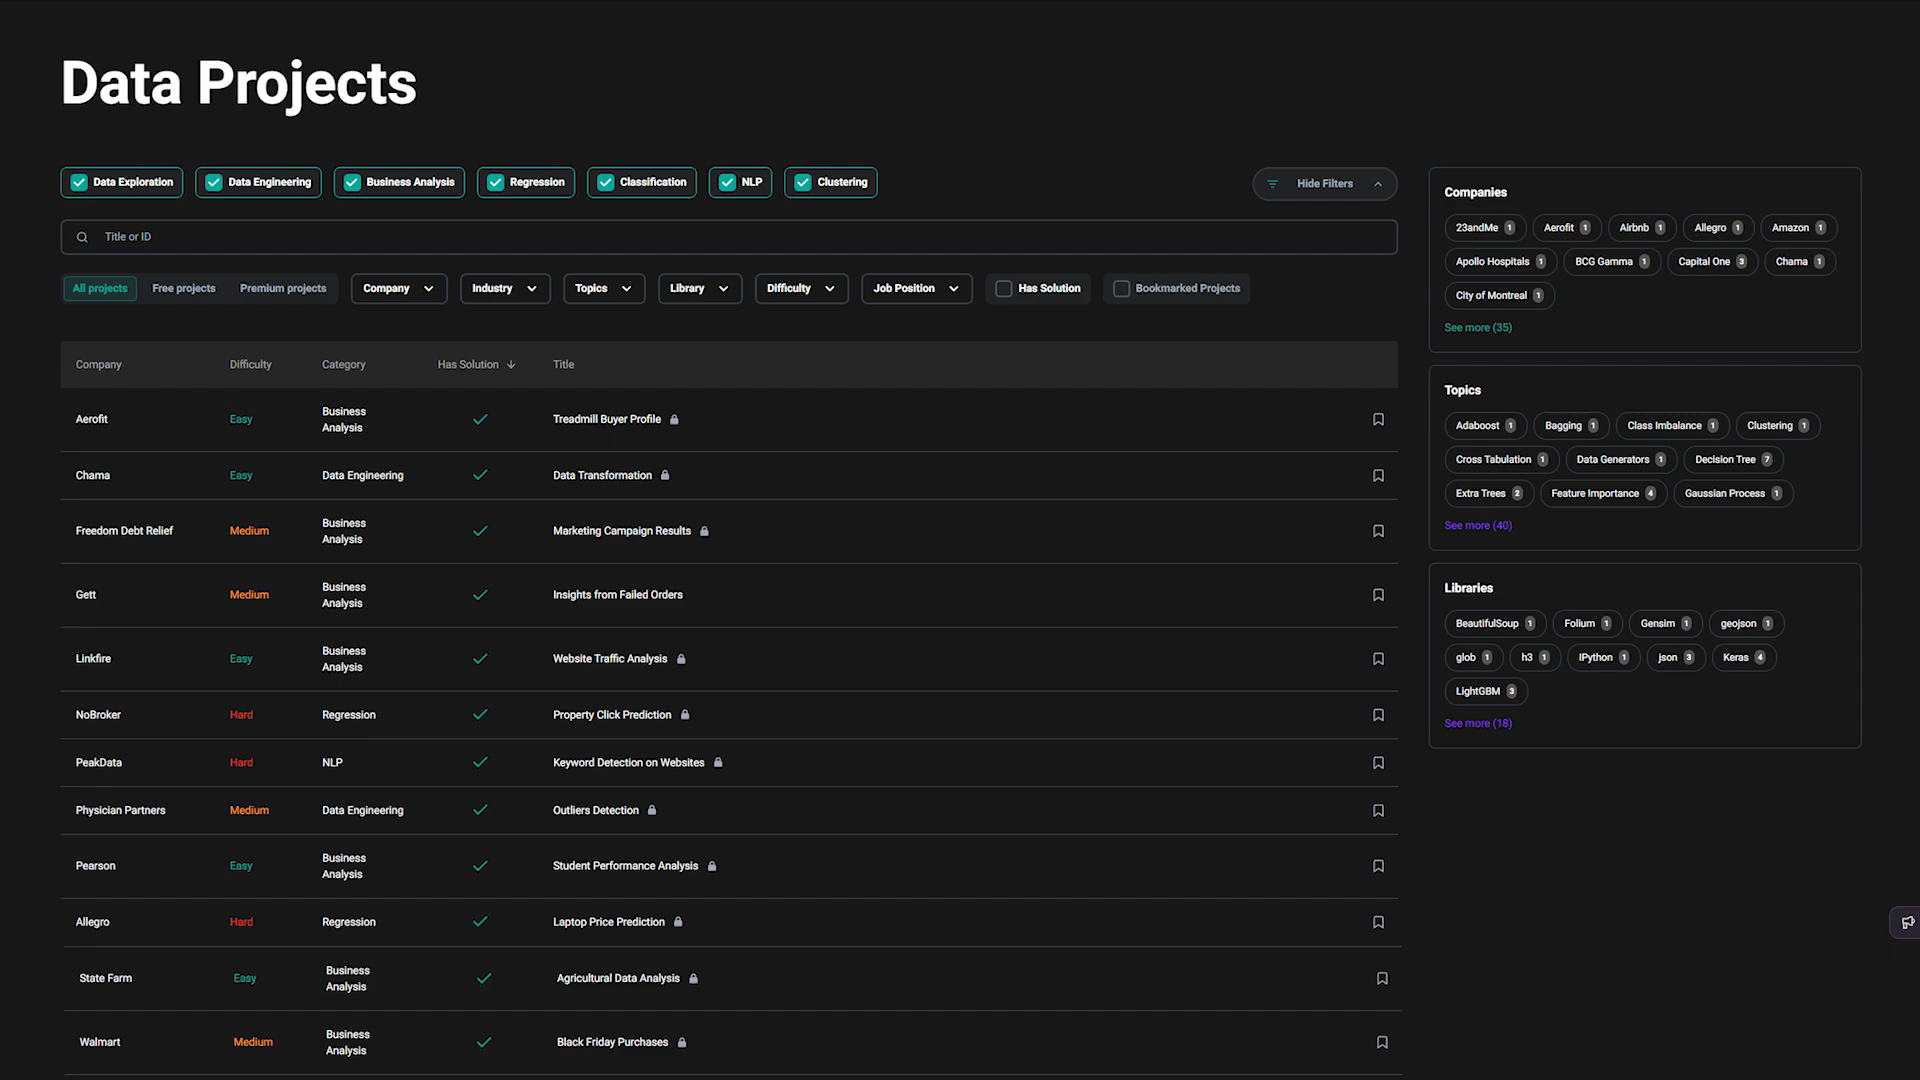 Data Projects
Data Exploration Data Engineering Business Analysis Regression Classification NLP Clustering
Hide Filters
Title or ID
All projects Free projects Premium projects Company Industry Topics Library Difficulty Job Position Has Solution Bookmarked Projects
Company Difficulty Category Has Solution Title
Aerofit Easy Business Analysis Treadmill Buyer Profile
Chama Easy Data Engineering Data Transformation
Freedom Debt Relief Medium Business Analysis Marketing Campaign Results
Gett Medium Business Analysis Insights from Failed Orders
Linkfire Easy Business Analysis Website Traffic Analysis
NoBroker Hard Regression Property Click Prediction
PeakData Hard NLP Keyword Detection on Websites
Physician Partners Medium Data Engineering Outliers Detection
Pearson Easy Business Analysis Student Performance Analysis
Allegro Hard Regression Laptop Price Prediction
State Farm Easy Business Analysis Agricultural Data Analysis
Walmart Medium Business Analysis Black Friday Purchases
Companies
23andMe 1 Aerofit 1 Airbnb 1 Allegro 1 Amazon 1
Apollo Hospitals 1 BCG Gamma 1 Capital One 3 Chama 1
City of Montreal 1
See more (35)
Topics
Adaboost 1 Bagging 1 Class Imbalance 1 Clustering 1
Cross Tabulation 1 Data Generators 1 Decision Tree 7
Extra Trees 2 Feature Importance 4 Gaussian Process 1
See more (40)
Libraries
BeautifulSoup 1 Folium 1 Gensim 1 geojson 1
glob 1 h3 1 IPython 1 json 3 Keras 4
LightGBM 3
See more (18)